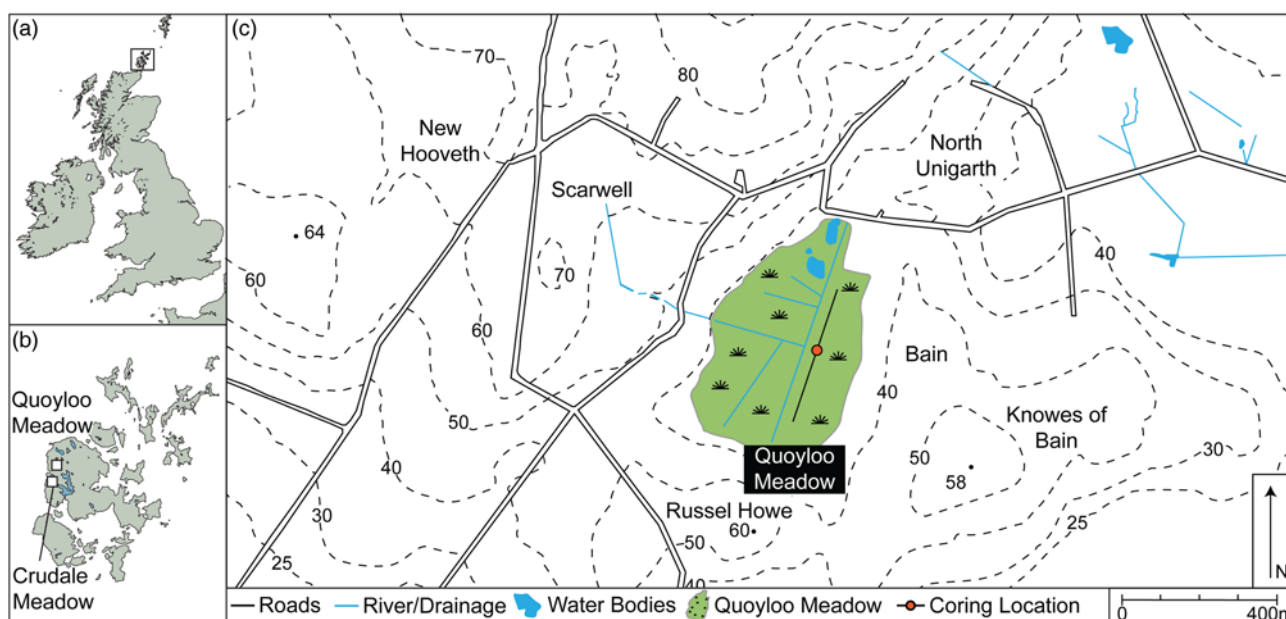 (a)
(b)
Quoyloo
Meadow
Crudale
Meadow
(c)
70
80
New
Hooveth
North
Unigarth
Scarwell
64
40
60
70
60
Bain
40
50
Knowes of
Bain
40
Quoyloo
Meadow
50
58
30
Russel Howe
60
30
25
50
25
40
N
Roads
River/Drainage
Water Bodies
Quoyloo Meadow
Coring Location
0
400m